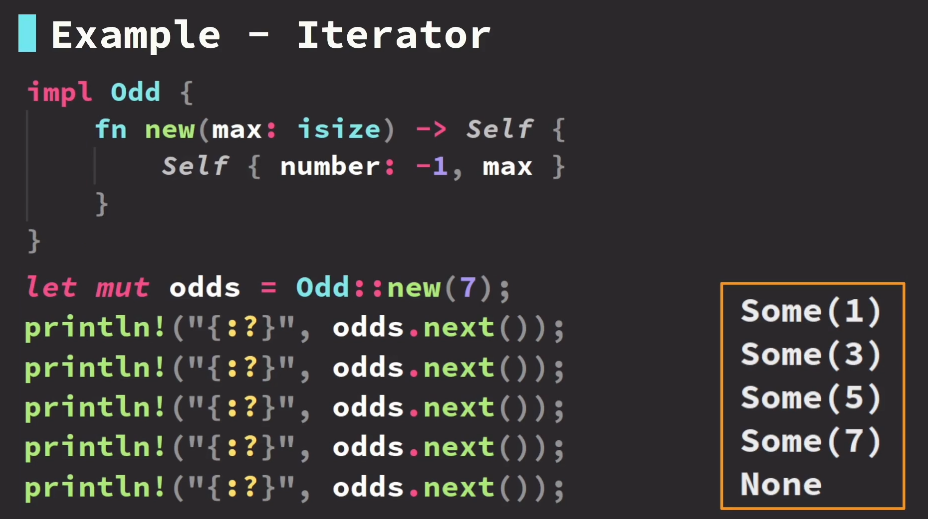 Example - Iterator
impl Odd {
    fn new(max: isize) -> Self {
        Self { number: -1, max }
    }
}
let mut odds = Odd::new(7);
println!("{:?}", odds.next());
println!("{:?}", odds.next());
println!("{:?}", odds.next());
println!("{:?}", odds.next());
println!("{:?}", odds.next());
Some(1)
Some(3)
Some(5)
Some(7)
None